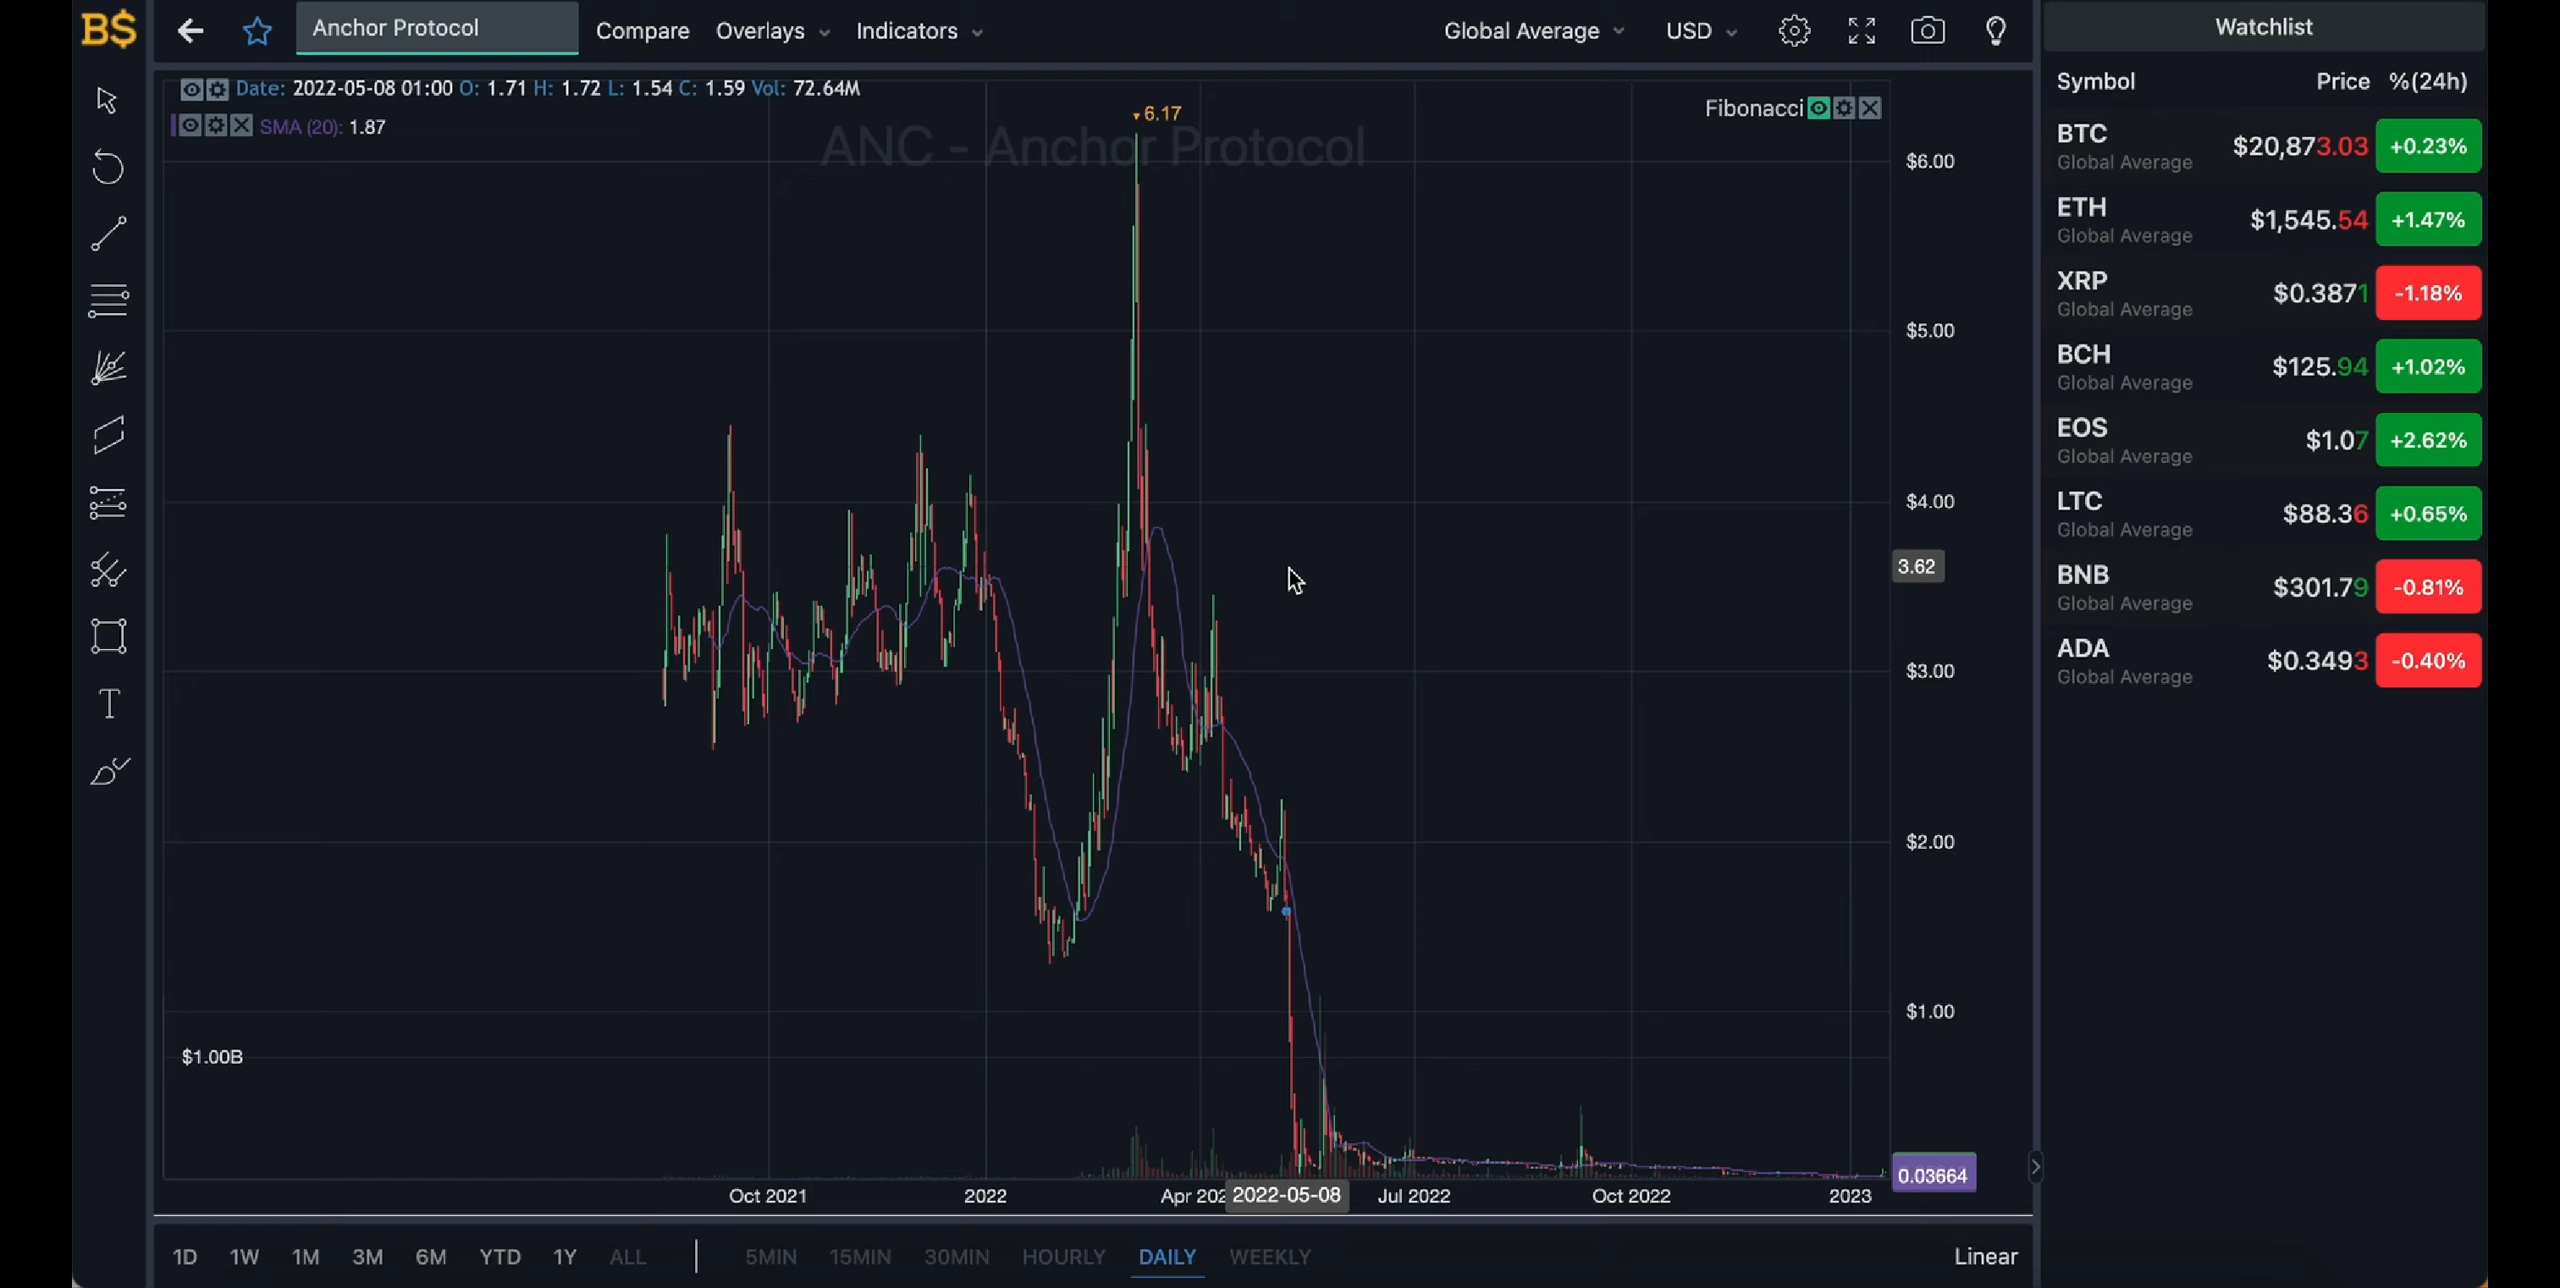 B$
Anchor Protocol
Compare
Overlays
Indicators
Global Average
USD
Date: 2022-05-08 01:00 O: 1.71 H: 1.72 L: 1.54 C: 1.59 Vol: 72.64M
SMA (20): 1.87
Fibonacci
ANC - Anchor Protocol
6.17
$6.00
$5.00
$4.00
3.62
$3.00
$2.00
$1.00
$1.00B
0.03664
Oct 2021
2022
Apr 202
2022-05-08
Jul 2022
Oct 2022
2023
1D 1W 1M 3M 6M YTD 1Y ALL
5MIN 15MIN 30MIN HOURLY DAILY WEEKLY
Linear
Watchlist
Symbol Price %(24h)
BTC $20,873.03 +0.23%
Global Average
ETH $1,545.54 +1.47%
Global Average
XRP $0.3871 -1.18%
Global Average
BCH $125.94 +1.02%
Global Average
EOS $1.07 +2.62%
Global Average
LTC $88.36 +0.65%
Global Average
BNB $301.79 -0.81%
Global Average
ADA $0.3493 -0.40%
Global Average